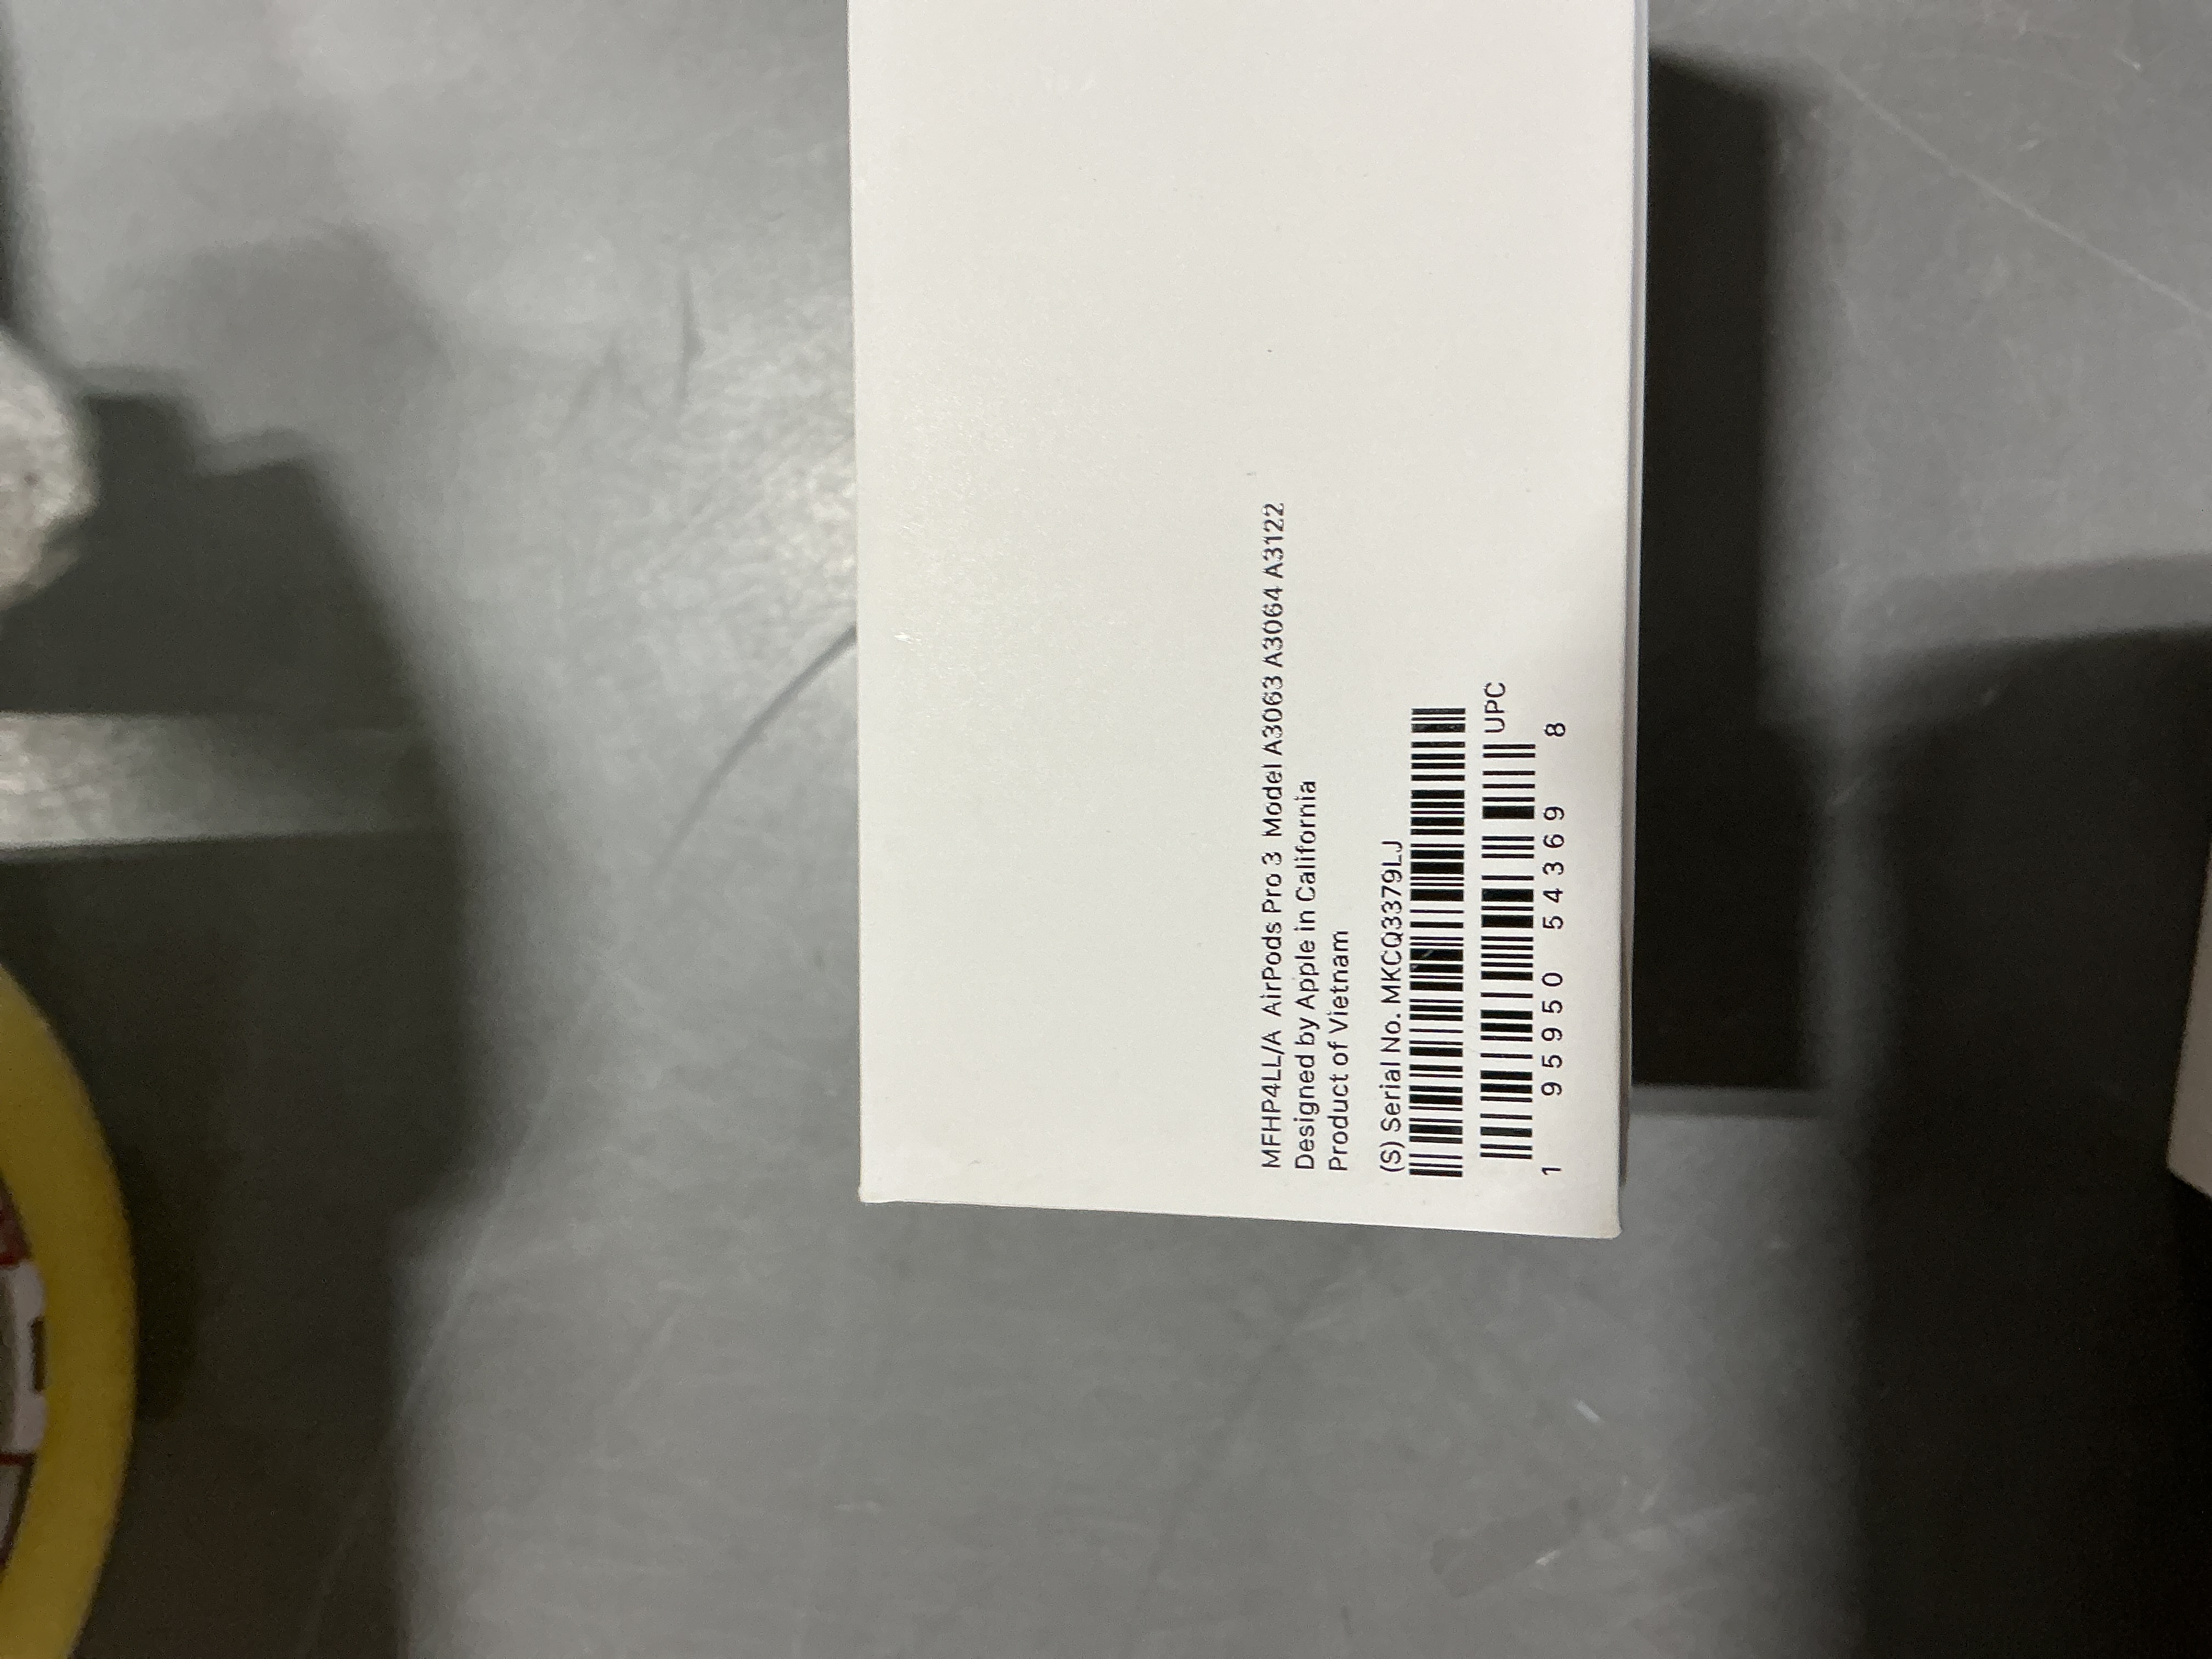 MFHP4LL/A AirPods Pro 3 Model A3063 A3064 A3122
Designed by Apple in California
Product of Vietnam
(S) Serial No. MKCQ3379LJ
UPC
1 95950 54369 8